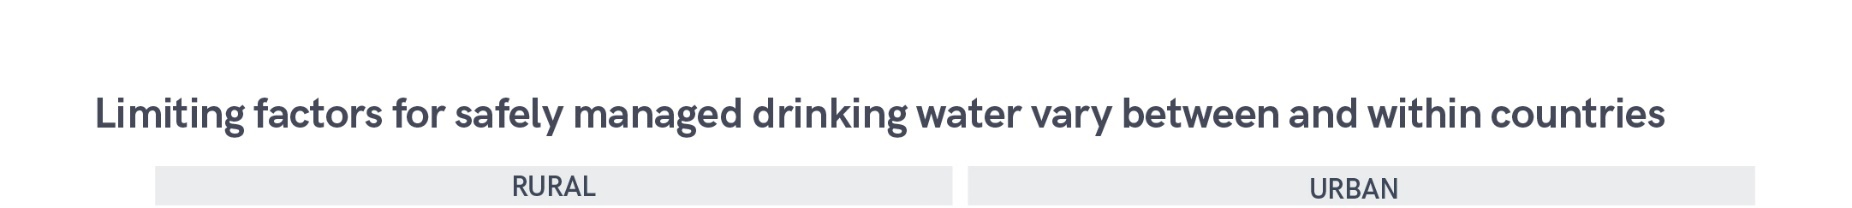 Limiting factors for safely managed drinking water vary between and within countries
RURAL
URBAN